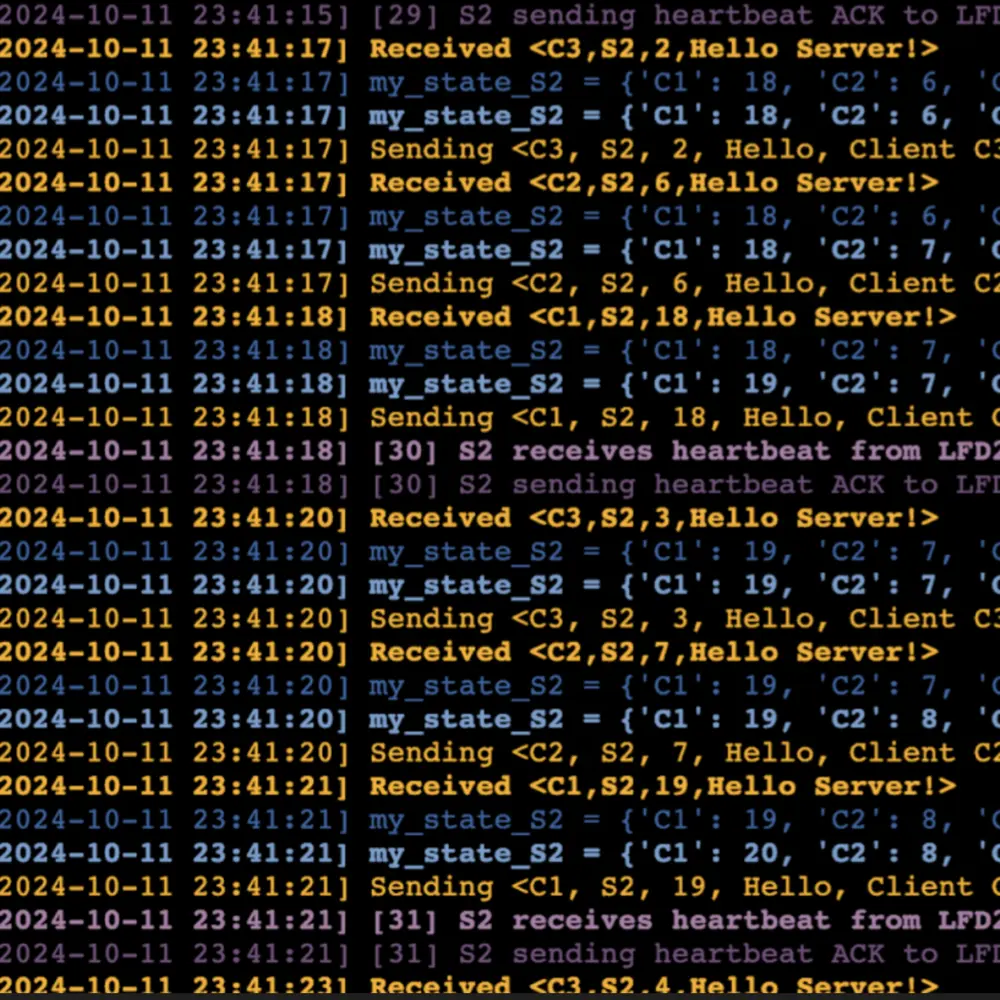 2024-10-11 23:41:15] [29] S2 sending heartbeat ACK to LFD
2024-10-11 23:41:17] Received <C3,S2,2,Hello Server!>
2024-10-11 23:41:17] my_state_S2 = {'C1': 18, 'C2': 6, 'C
2024-10-11 23:41:17] my_state_S2 = {'C1': 18, 'C2': 6, 'C
2024-10-11 23:41:17] Sending <C3, S2, 2, Hello, Client C3
2024-10-11 23:41:17] Received <C2,S2,6,Hello Server!>
2024-10-11 23:41:17] my_state_S2 = {'C1': 18, 'C2': 6, 'C
2024-10-11 23:41:17] my_state_S2 = {'C1': 18, 'C2': 7, 'C
2024-10-11 23:41:17] Sending <C2, S2, 6, Hello, Client C2
2024-10-11 23:41:18] Received <C1,S2,18,Hello Server!>
2024-10-11 23:41:18] my_state_S2 = {'C1': 18, 'C2': 7, 'C
2024-10-11 23:41:18] my_state_S2 = {'C1': 19, 'C2': 7, 'C
2024-10-11 23:41:18] Sending <C1, S2, 18, Hello, Client C
2024-10-11 23:41:18] [30] S2 receives heartbeat from LFD2
2024-10-11 23:41:18] [30] S2 sending heartbeat ACK to LFD
2024-10-11 23:41:20] Received <C3,S2,3,Hello Server!>
2024-10-11 23:41:20] my_state_S2 = {'C1': 19, 'C2': 7, 'C
2024-10-11 23:41:20] my_state_S2 = {'C1': 19, 'C2': 7, 'C
2024-10-11 23:41:20] Sending <C3, S2, 3, Hello, Client C3
2024-10-11 23:41:20] Received <C2,S2,7,Hello Server!>
2024-10-11 23:41:20] my_state_S2 = {'C1': 19, 'C2': 7, 'C
2024-10-11 23:41:20] my_state_S2 = {'C1': 19, 'C2': 8, 'C
2024-10-11 23:41:20] Sending <C2, S2, 7, Hello, Client C2
2024-10-11 23:41:21] Received <C1,S2,19,Hello Server!>
2024-10-11 23:41:21] my_state_S2 = {'C1': 19, 'C2': 8, 'C
2024-10-11 23:41:21] my_state_S2 = {'C1': 20, 'C2': 8, 'C
2024-10-11 23:41:21] Sending <C1, S2, 19, Hello, Client C
2024-10-11 23:41:21] [31] S2 receives heartbeat from LFD2
2024-10-11 23:41:21] [31] S2 sending heartbeat ACK to LFD
2024-10-11 23:41:23] Received <C3,S2,4,Hello Server!>